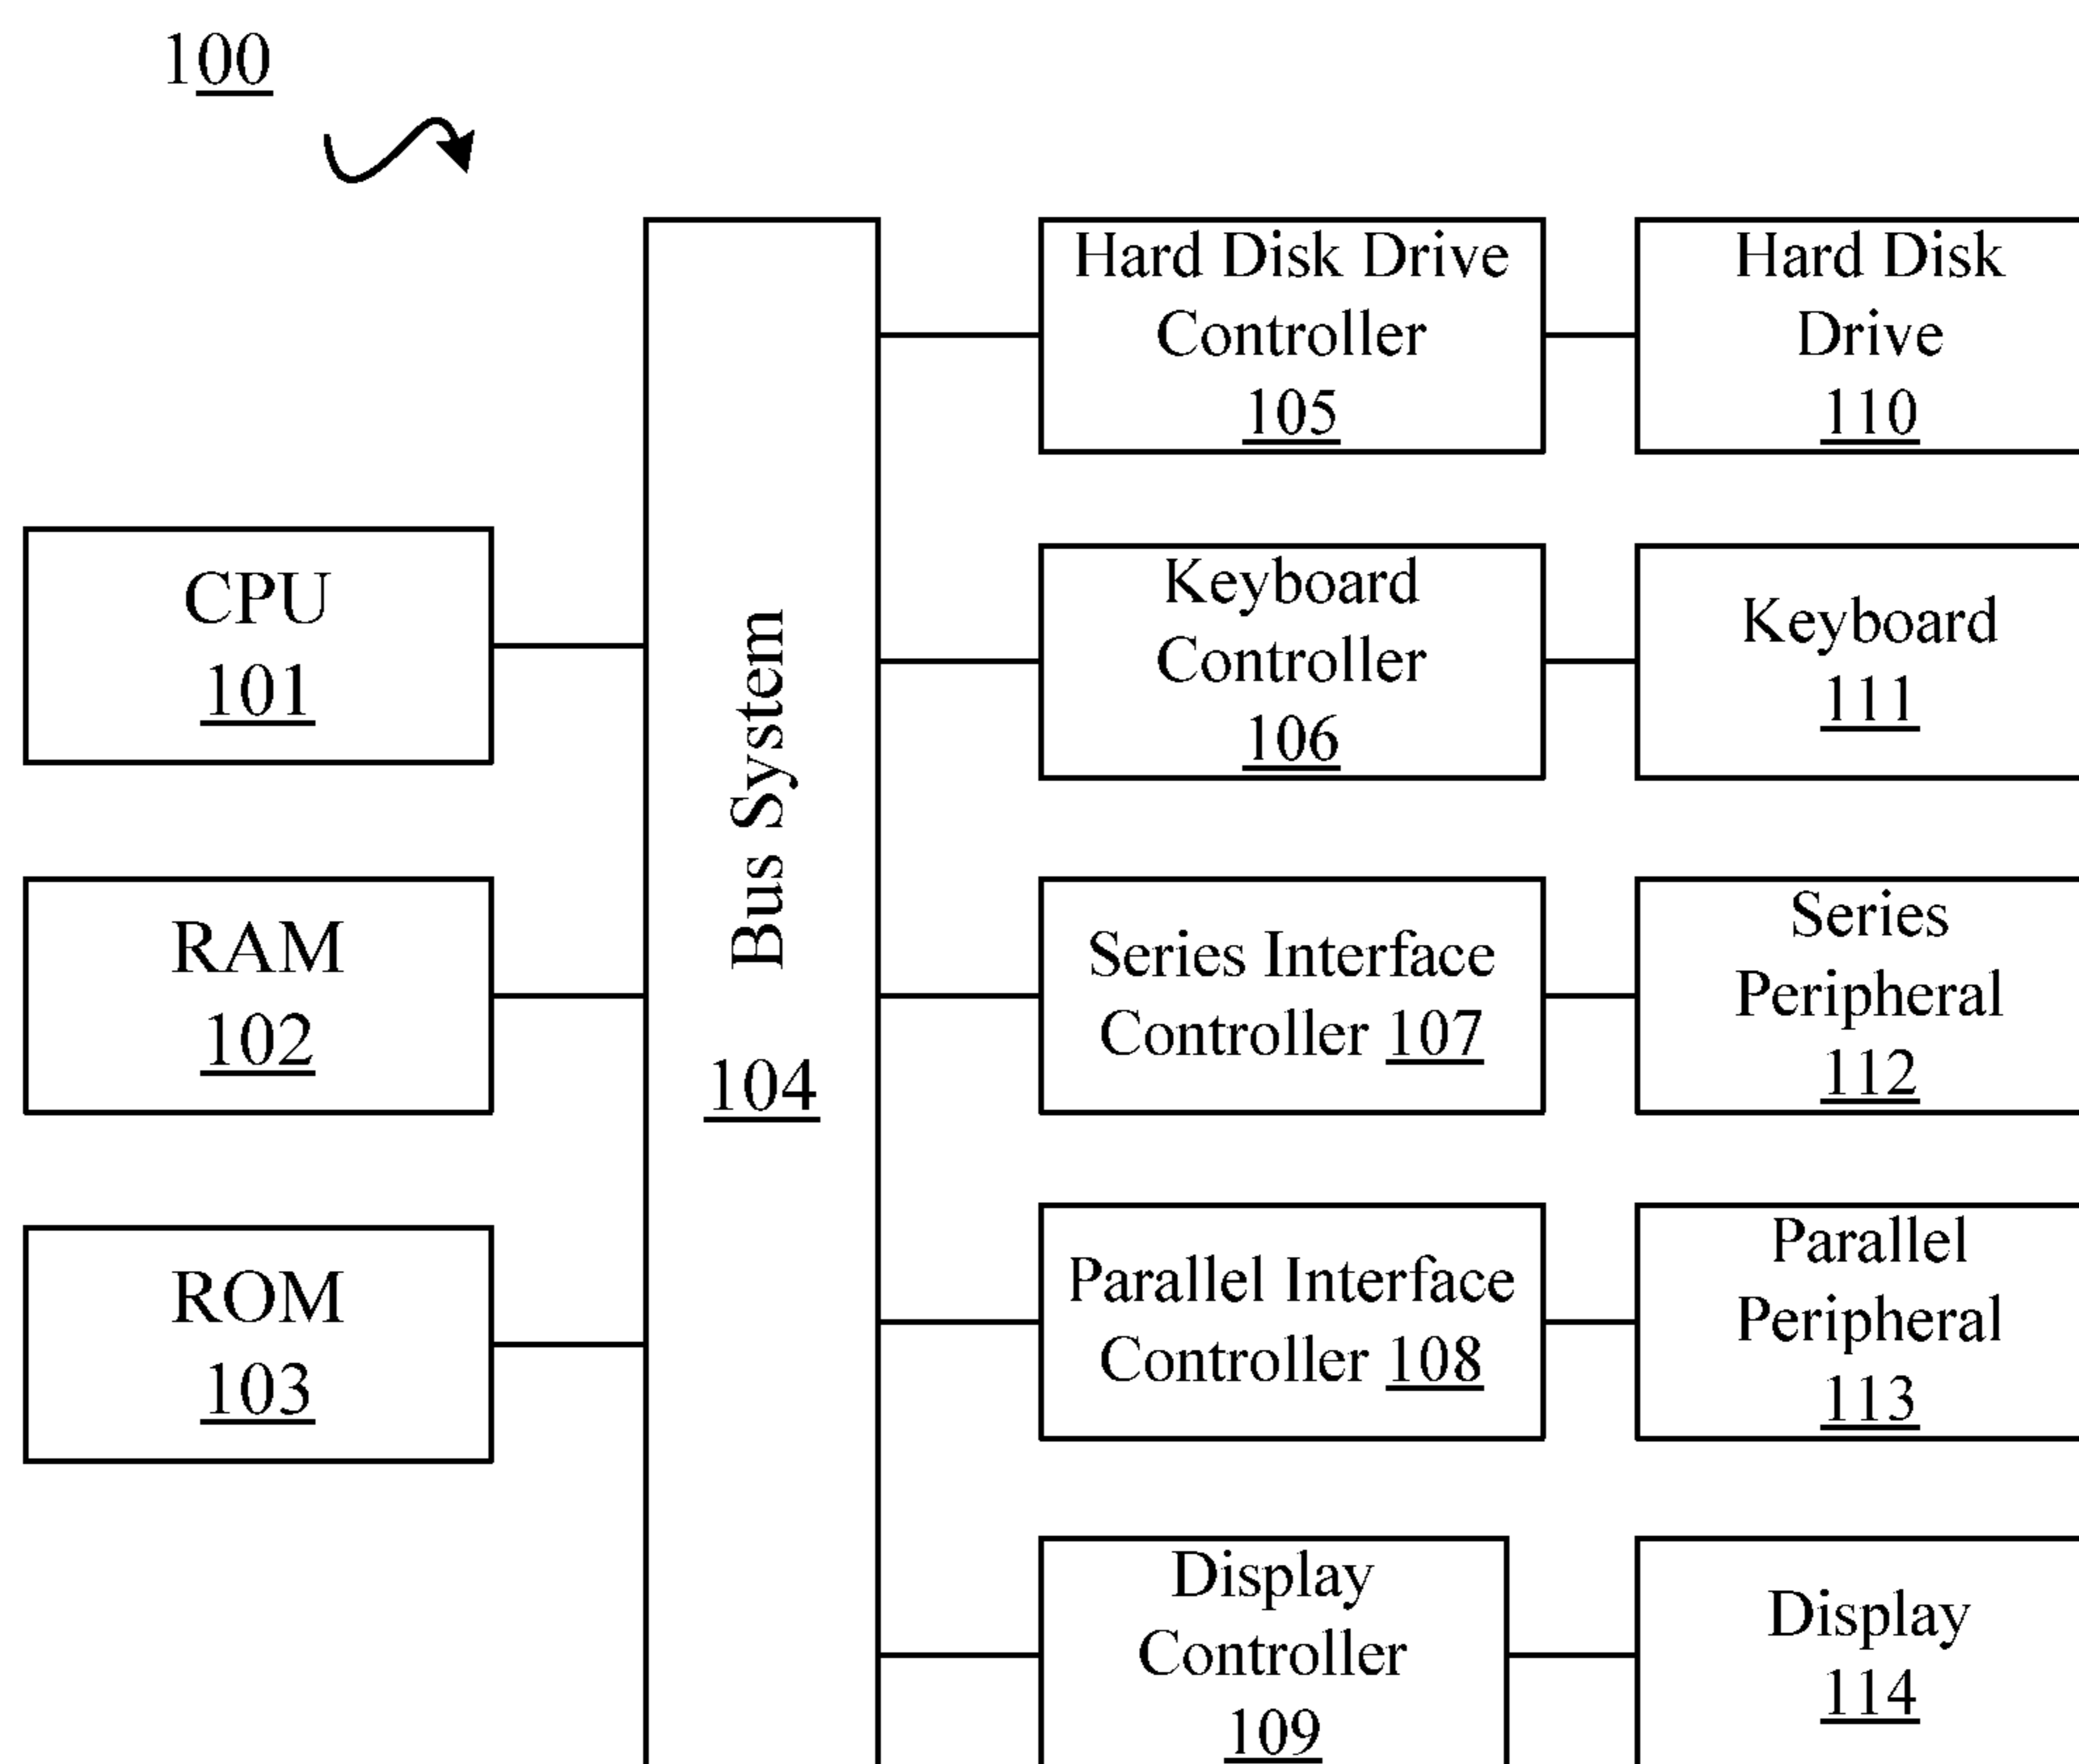 100
Hard Disk Drive
Controller
105
Hard Disk
Drive
110
CPU
101
Keyboard
Controller
106
Keyboard
111
Bus System
104
RAM
102
Series Interface
Controller 107
Series
Peripheral
112
ROM
103
Parallel Interface
Controller 108
Parallel
Peripheral
113
Display
Controller
109
Display
114